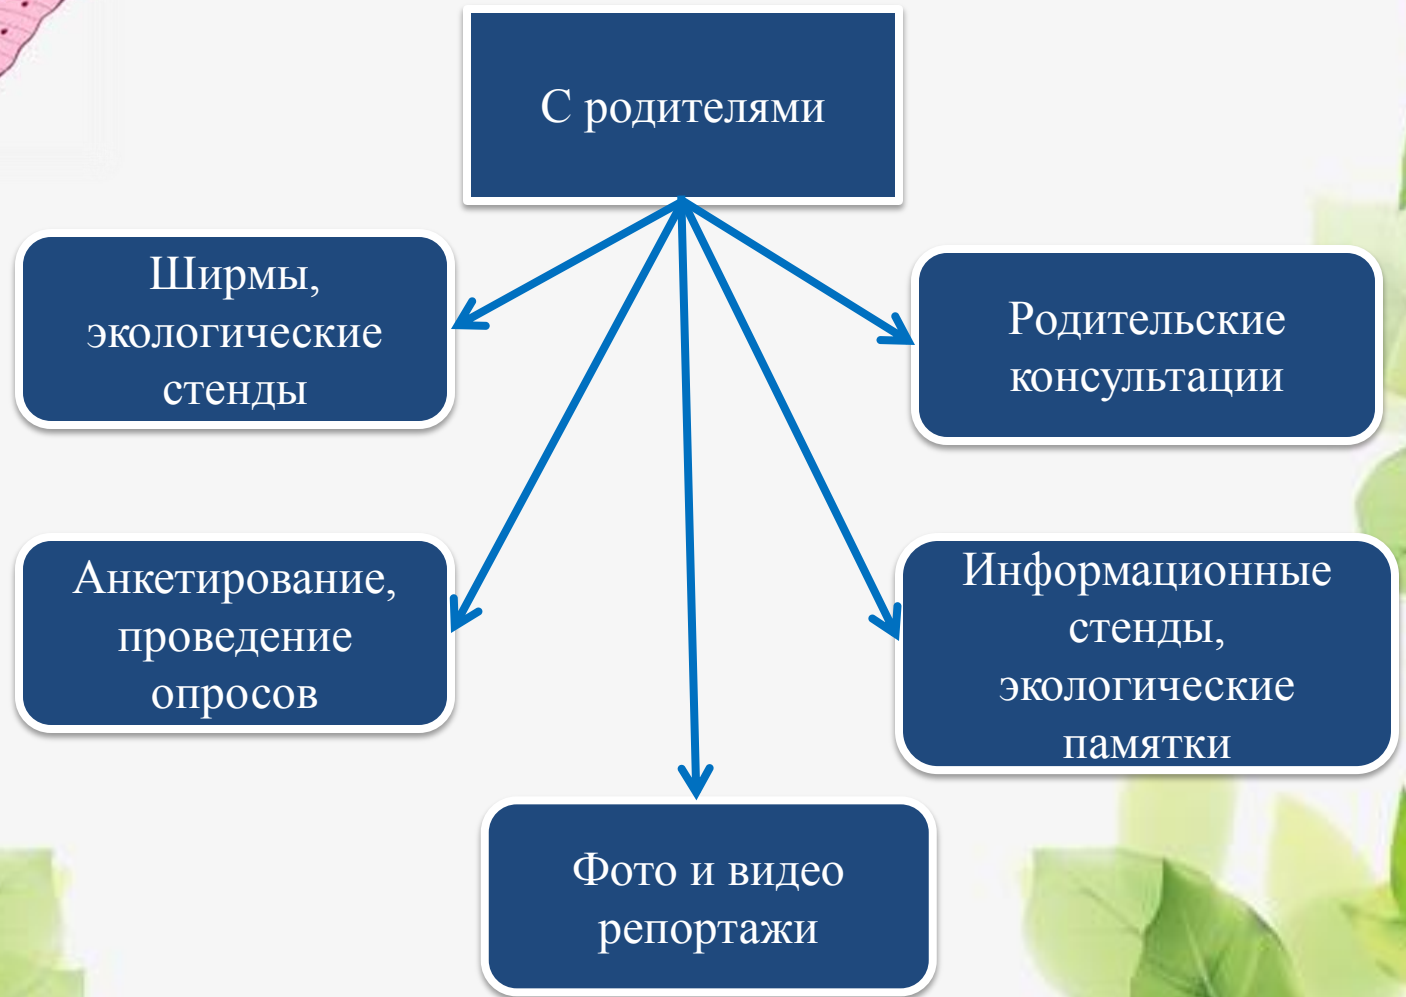 С родителями
Ширмы,
экологические
стенды
Родительские
консультации
Анкетирование,
проведение
опросов
Информационные
стенды,
экологические
памятки
Фото и видео
репортажи